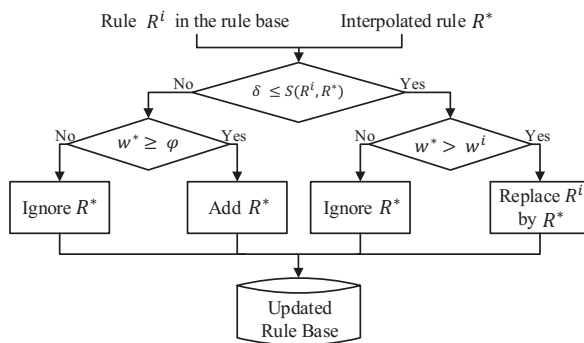 Rule R^i in the rule base
Interpolated rule R*
No
δ ≤ S(R^i, R*)
Yes
No
w* ≥ φ
Yes
No
w* > w^i
Yes
Ignore R*
Add R*
Ignore R*
Replace R^i
by R*
Updated
Rule Base